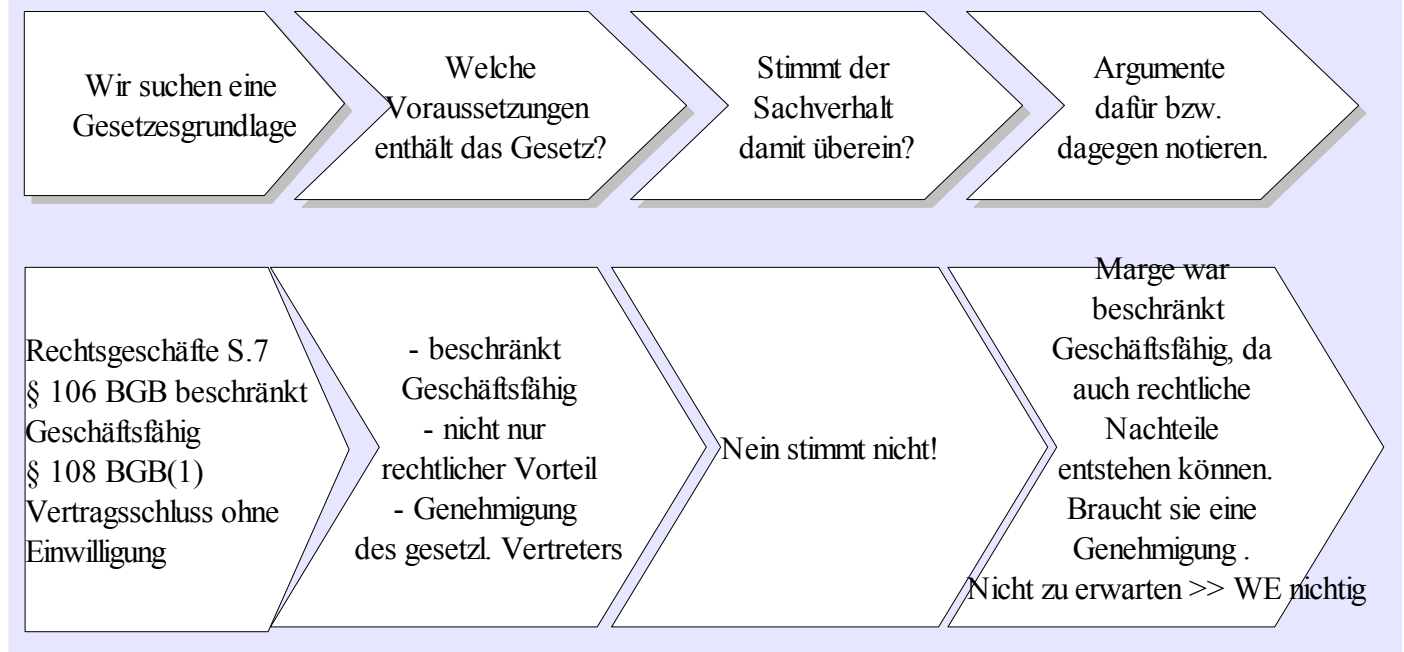 Wir suchen eine
Gesetzesgrundlage
Welche
Voraussetzungen
enthält das Gesetz?
Stimmt der
Sachverhalt
damit überein?
Argumente
dafür bzw.
dagegen notieren.
Rechtsgeschäfte S.7
§ 106 BGB beschränkt
Geschäftsfähig
§ 108 BGB(1)
Vertragsschluss ohne
Einwilligung
- beschränkt
Geschäftsfähig
- nicht nur
rechtlicher Vorteil
- Genehmigung
des gesetzl. Vertreters
Nein stimmt nicht!
Marge war
beschränkt
Geschäftsfähig, da
auch rechtliche
Nachteile
entstehen können.
Braucht sie eine
Genehmigung .
Nicht zu erwarten >> WE nichtig